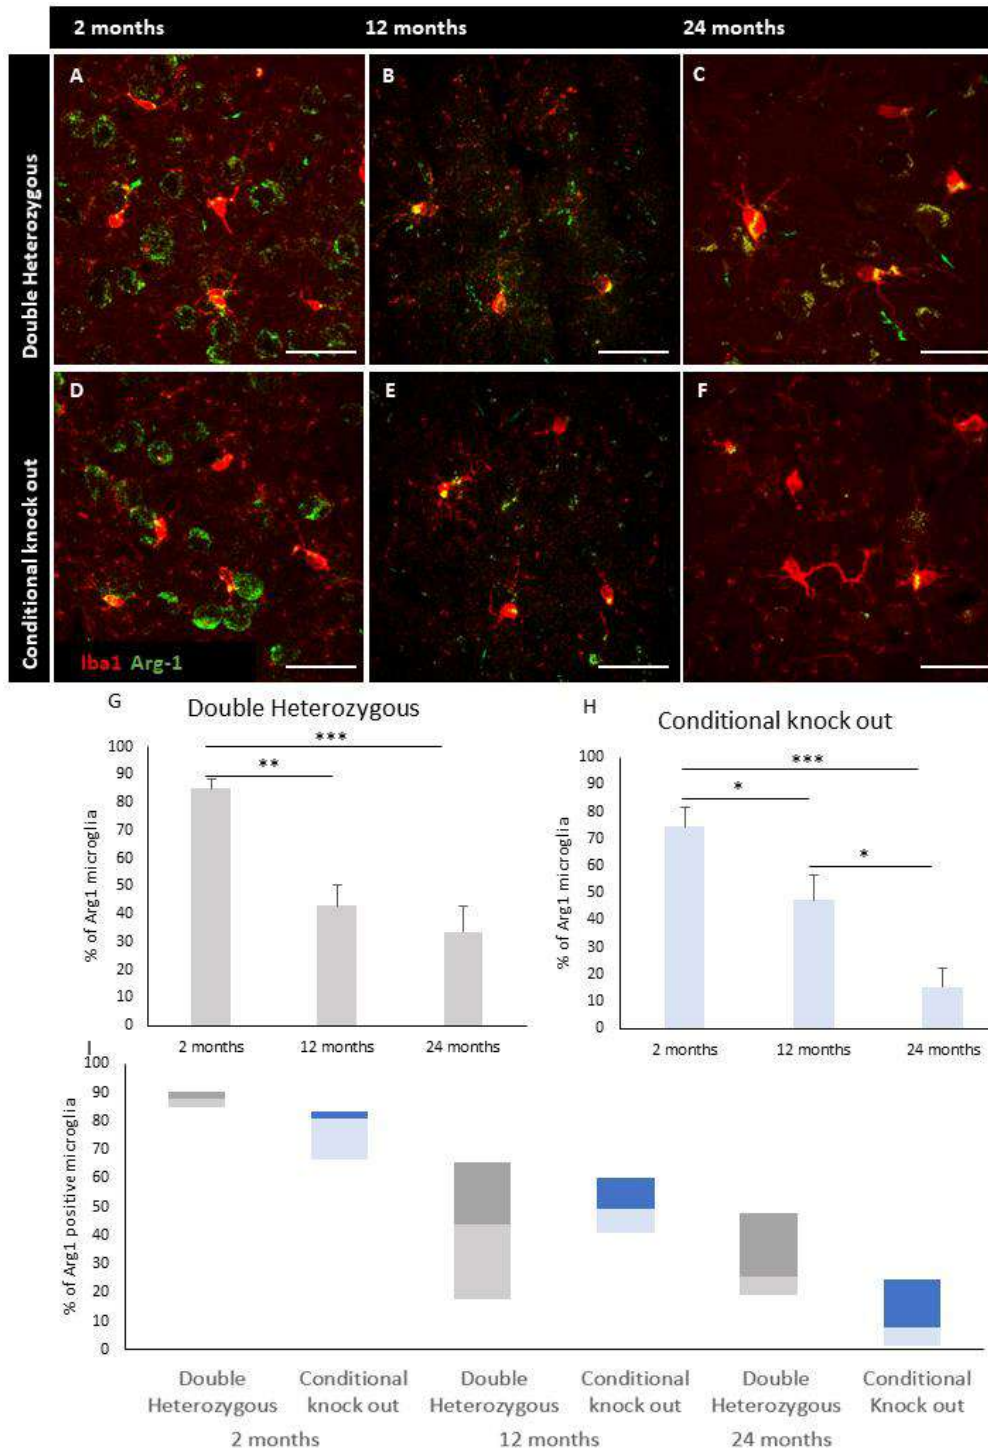 2 months 12 months 24 months
Double Heterozygous
A B C
Conditional knock out
D E F
Iba1 Arg-1
G Double Heterozygous
% of Arg1 microglia
100
90
80
70
60
50
40
30
20
10
0
*** 
**
2 months 12 months 24 months
H Conditional knock out
% of Arg1 microglia
100
90
80
70
60
50
40
30
20
10
0
***
*
*
2 months 12 months 24 months
I
% of Arg1 positive microglia
100
90
80
70
60
50
40
30
20
10
0
Double Conditional Double Conditional Double Conditional
Heterozygous knock out Heterozygous knock out Heterozygous Knock out
2 months 12 months 24 months